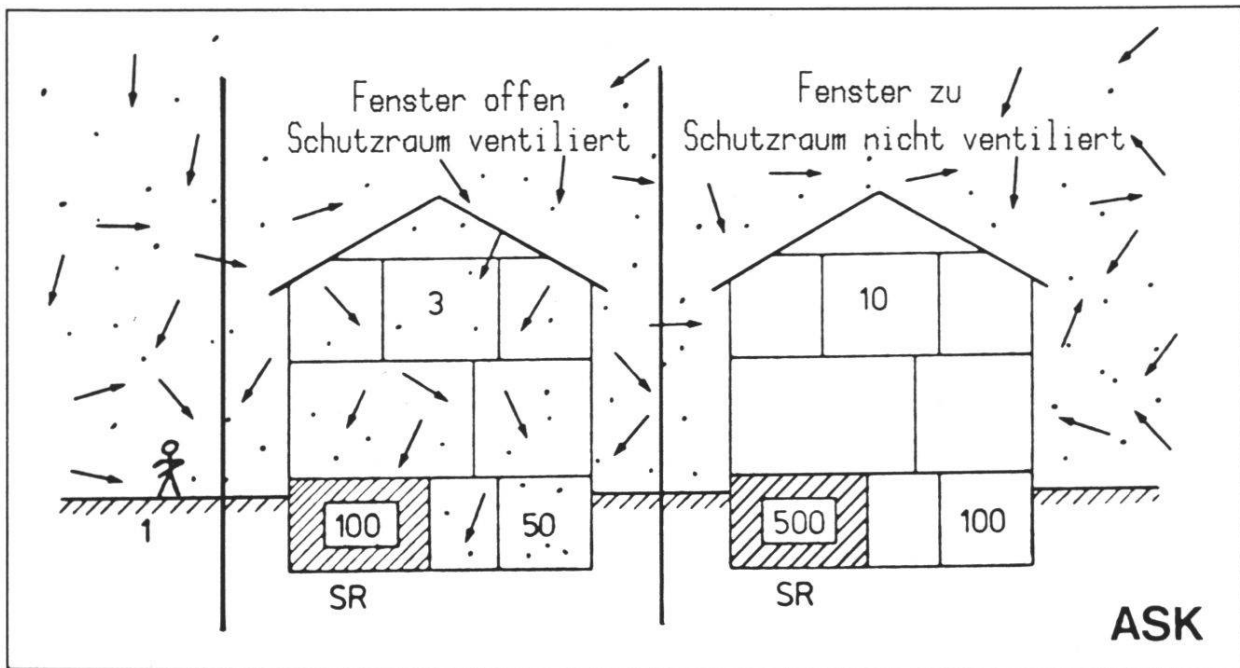 Fenster offen
Schutzraum ventiliert
Fenster zu
Schutzraum nicht ventiliert
3
10
100
50
500
100
1
SR
SR
ASK